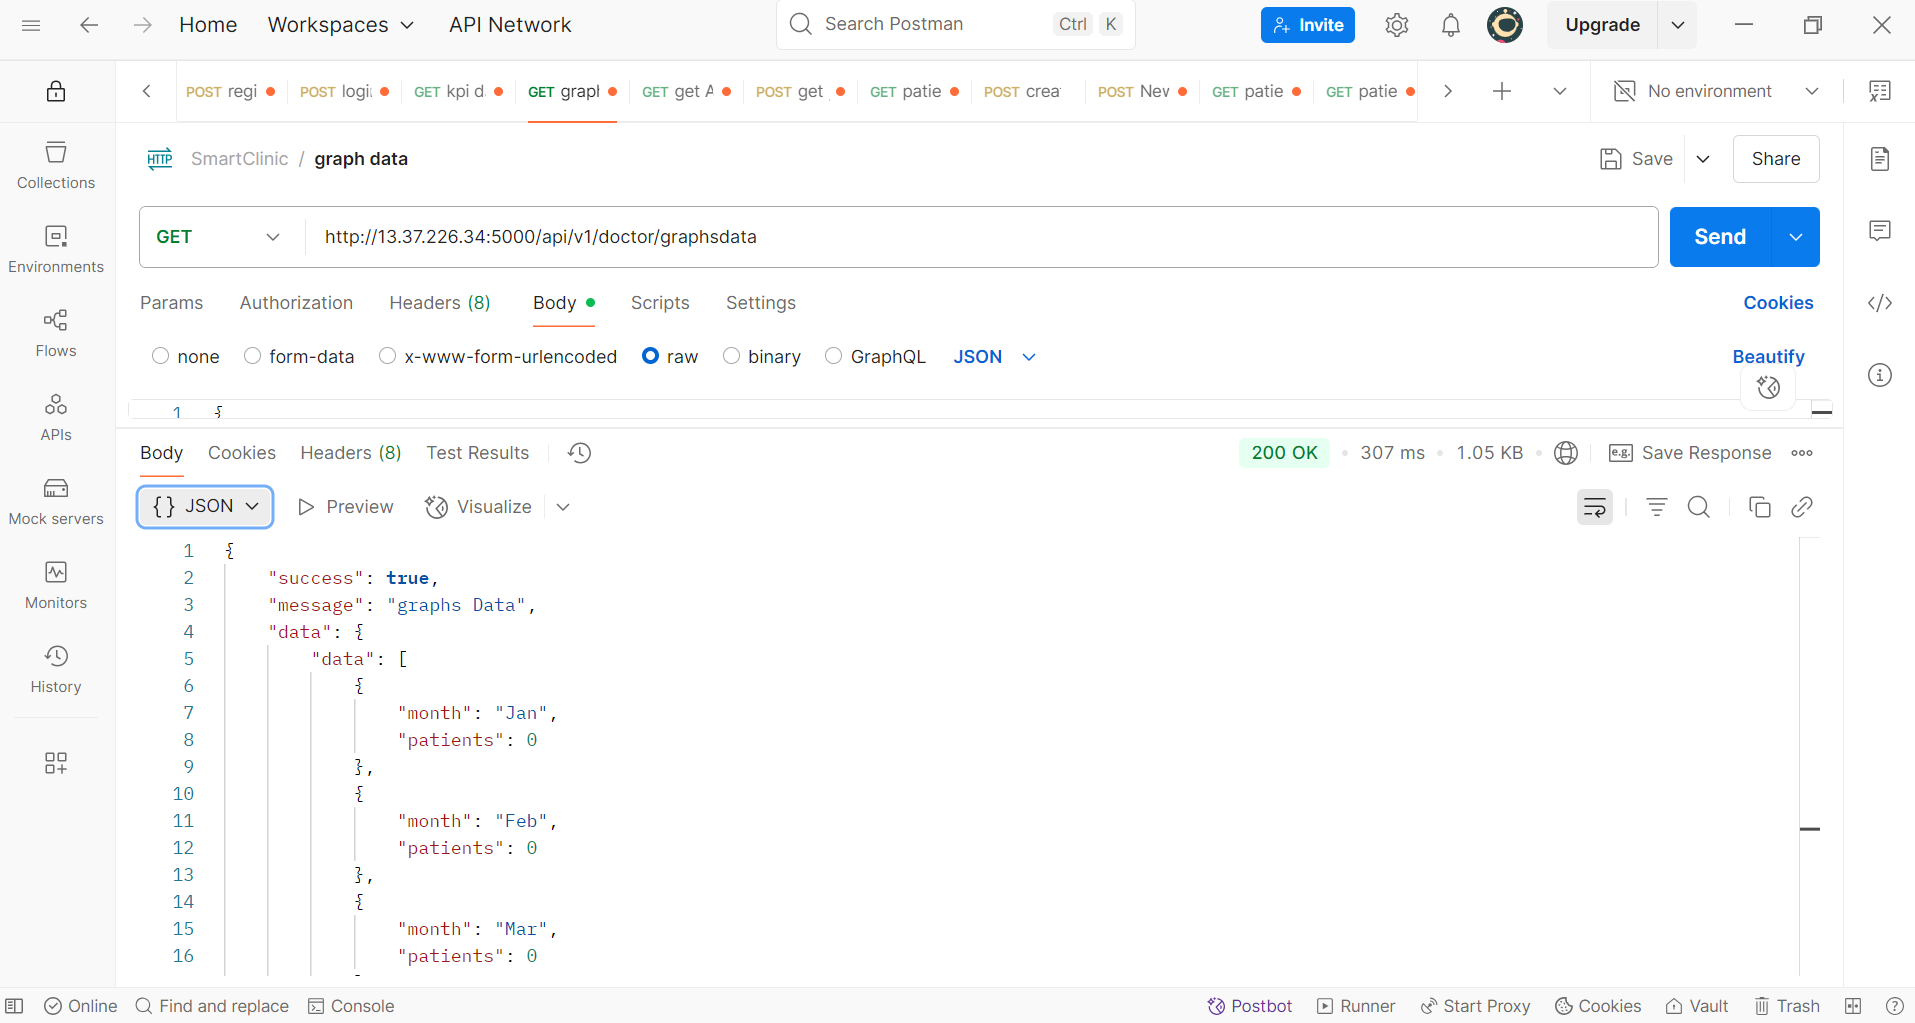 Home Workspaces API Network Search Postman Ctrl K Invite Upgrade
POST regi POST logi GET kpi d GET graph GET get A POST get GET patie POST crea POST New GET patie GET patie No environment
HTTP SmartClinic / graph data Save Share
GET http://13.37.226.34:5000/api/v1/doctor/graphsdata Send
Params Authorization Headers (8) Body Scripts Settings Cookies
none form-data x-www-form-urlencoded raw binary GraphQL JSON Beautify
1 {
Collections
Environments
Flows
APIs
Mock servers
Monitors
History
Body Cookies Headers (8) Test Results 200 OK • 307 ms • 1.05 KB • e.g. Save Response
{} JSON Preview Visualize
1 {
2 "success": true,
3 "message": "graphs Data",
4 "data": {
5 "data": [
6 {
7 "month": "Jan",
8 "patients": 0
9 },
10 {
11 "month": "Feb",
12 "patients": 0
13 },
14 {
15 "month": "Mar",
16 "patients": 0
Online Find and replace Console Postbot Runner Start Proxy Cookies Vault Trash